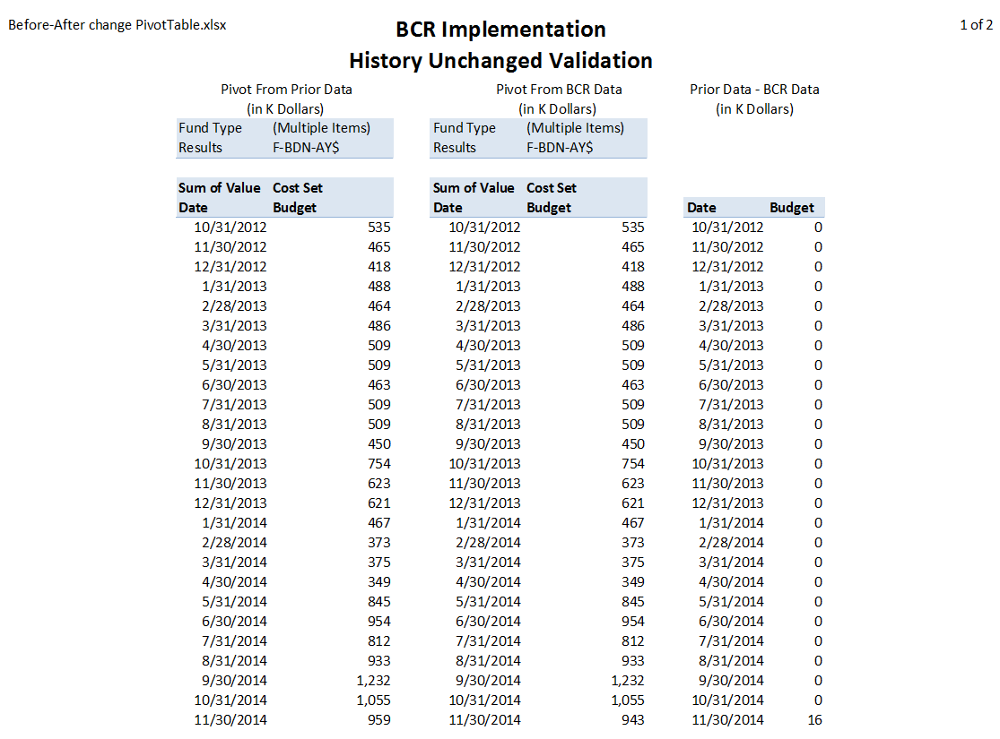 Before-After change PivotTable.xlsx BCR Implementation 1 of 2
History Unchanged Validation
Pivot From Prior Data Pivot From BCR Data Prior Data - BCR Data
(in K Dollars) (in K Dollars) (in K Dollars)
Fund Type (Multiple Items) Fund Type (Multiple Items)
Results F-BDN-AY$ Results F-BDN-AY$
Sum of Value Cost Set Sum of Value Cost Set
Date Budget Date Budget Date Budget
10/31/2012 535 10/31/2012 535 10/31/2012 0
11/30/2012 465 11/30/2012 465 11/30/2012 0
12/31/2012 418 12/31/2012 418 12/31/2012 0
1/31/2013 488 1/31/2013 488 1/31/2013 0
2/28/2013 464 2/28/2013 464 2/28/2013 0
3/31/2013 486 3/31/2013 486 3/31/2013 0
4/30/2013 509 4/30/2013 509 4/30/2013 0
5/31/2013 509 5/31/2013 509 5/31/2013 0
6/30/2013 463 6/30/2013 463 6/30/2013 0
7/31/2013 509 7/31/2013 509 7/31/2013 0
8/31/2013 509 8/31/2013 509 8/31/2013 0
9/30/2013 450 9/30/2013 450 9/30/2013 0
10/31/2013 754 10/31/2013 754 10/31/2013 0
11/30/2013 623 11/30/2013 623 11/30/2013 0
12/31/2013 621 12/31/2013 621 12/31/2013 0
1/31/2014 467 1/31/2014 467 1/31/2014 0
2/28/2014 373 2/28/2014 373 2/28/2014 0
3/31/2014 375 3/31/2014 375 3/31/2014 0
4/30/2014 349 4/30/2014 349 4/30/2014 0
5/31/2014 845 5/31/2014 845 5/31/2014 0
6/30/2014 954 6/30/2014 954 6/30/2014 0
7/31/2014 812 7/31/2014 812 7/31/2014 0
8/31/2014 933 8/31/2014 933 8/31/2014 0
9/30/2014 1,232 9/30/2014 1,232 9/30/2014 0
10/31/2014 1,055 10/31/2014 1,055 10/31/2014 0
11/30/2014 959 11/30/2014 943 11/30/2014 16